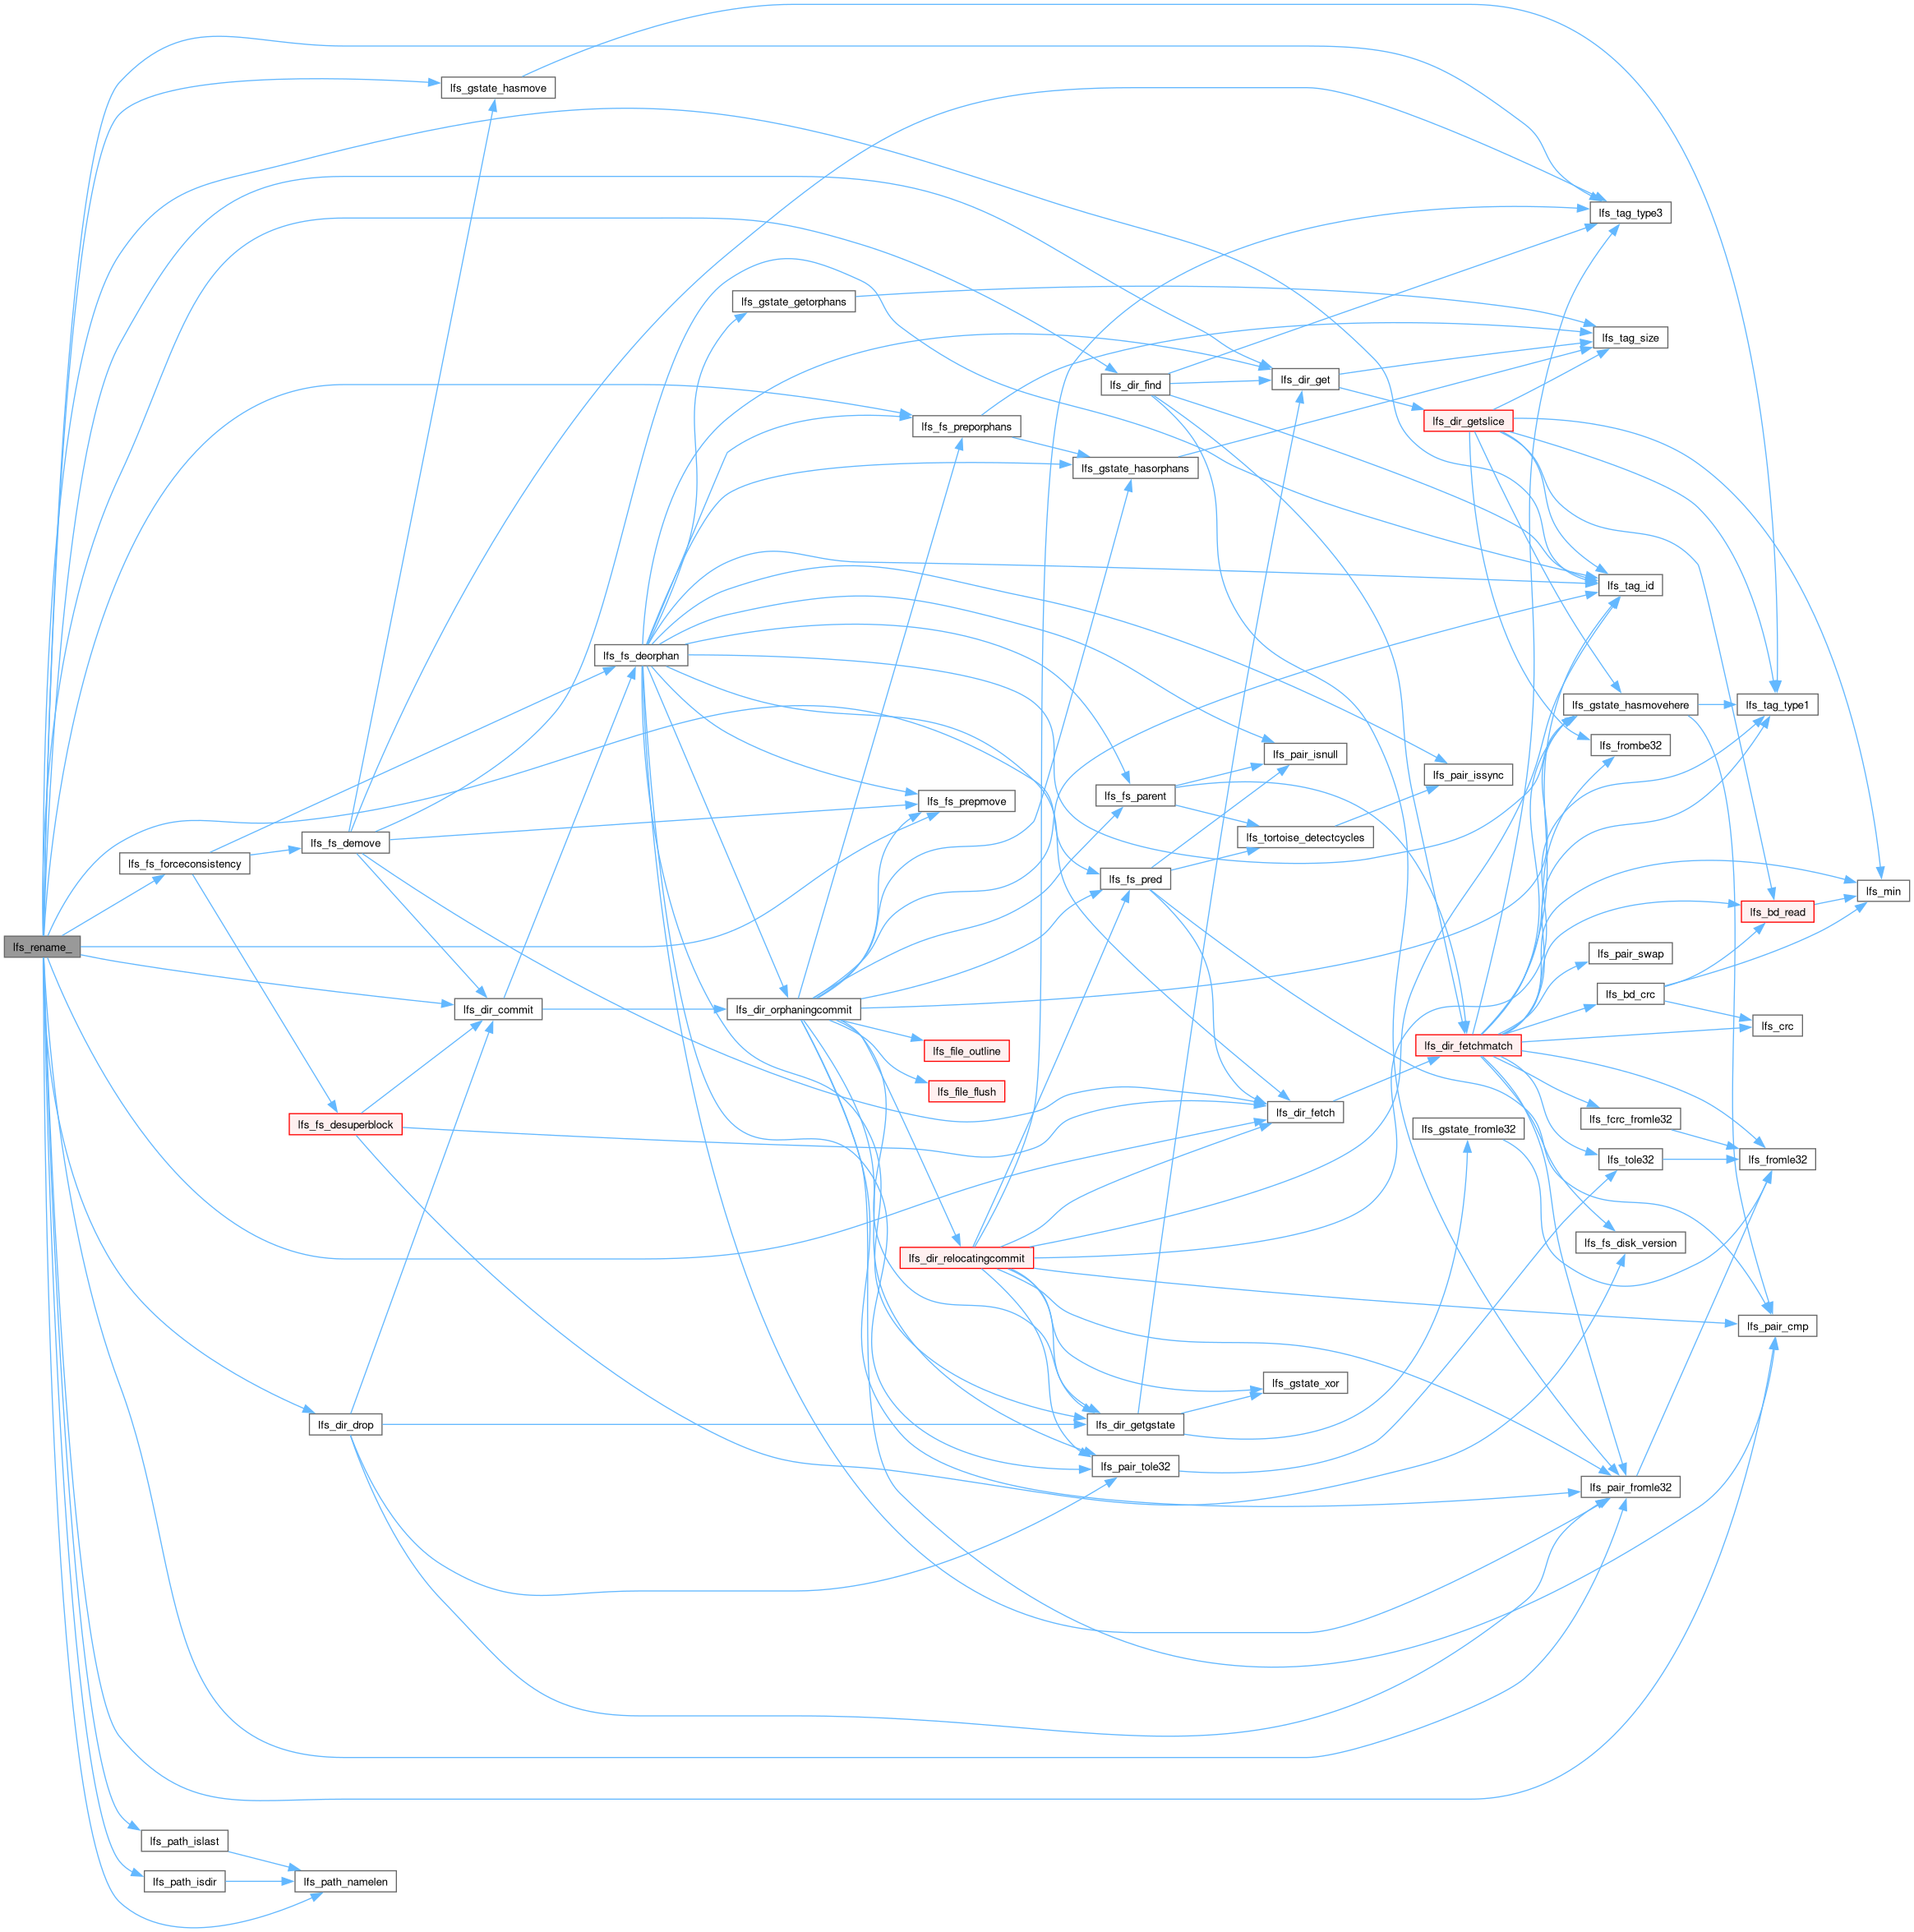 lfs_gstate_hasmove
lfs_tag_type3
lfs_gstate_getorphans
lfs_tag_size
lfs_dir_find
lfs_dir_get
lfs_dir_getslice
lfs_fs_preporphans
lfs_gstate_hasorphans
lfs_tag_id
lfs_fs_deorphan
lfs_gstate_hasmovehere
lfs_tag_type1
lfs_frombe32
lfs_pair_isnull
lfs_pair_issync
lfs_fs_parent
lfs_fs_prepmove
lfs_tortoise_detectcycles
lfs_fs_demove
lfs_fs_forceconsistency
lfs_fs_pred
lfs_min
lfs_bd_read
lfs_rename_
lfs_pair_swap
lfs_bd_crc
lfs_dir_commit
lfs_dir_orphaningcommit
lfs_crc
lfs_dir_fetchmatch
lfs_file_outline
lfs_file_flush
lfs_dir_fetch
lfs_fs_desuperblock
lfs_gstate_fromle32
lfs_fcrc_fromle32
lfs_tole32
lfs_fromle32
lfs_fs_disk_version
lfs_dir_relocatingcommit
lfs_pair_cmp
lfs_gstate_xor
lfs_dir_drop
lfs_dir_getgstate
lfs_pair_tole32
lfs_pair_fromle32
lfs_path_islast
lfs_path_isdir
lfs_path_namelen